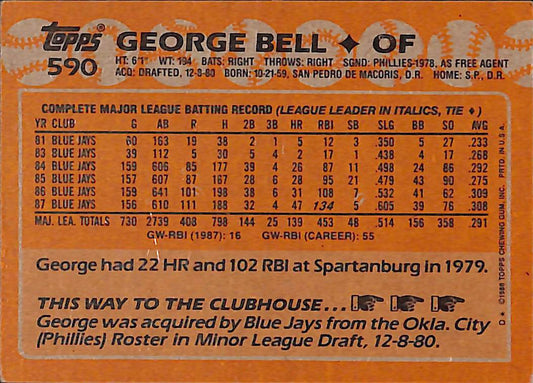 topps GEORGE BELL ✦ OF
590 HT: 6'1" WT: 194 BATS: RIGHT THROWS: RIGHT SGND: PHILLIES-1978, AS FREE AGENT
ACQ: DRAFTED, 12-8-80 BORN: 10-21-59, SAN PEDRO DE MACORIS, D.R. HOME: S.P., D.R.
COMPLETE MAJOR LEAGUE BATTING RECORD (LEAGUE LEADER IN ITALICS, TIE ♦)
YR CLUB G AB R H 2B 3B HR RBI SB SLG BB SO AVG
81 BLUE JAYS 60 163 19 38 2 1 5 12 3 .350 5 27 .233
83 BLUE JAYS 39 112 5 30 5 4 2 17 1 .438 4 17 .268
84 BLUE JAYS 159 606 85 177 39 4 26 87 11 .498 24 86 .292
85 BLUE JAYS 157 607 87 167 28 6 28 95 21 .479 43 90 .275
86 BLUE JAYS 159 641 101 198 38 6 31 108 7 .532 41 62 .309
87 BLUE JAYS 156 610 111 188 32 4 47 134 5 .605 39 76 .308
MAJ. LEA. TOTALS 730 2739 408 798 144 25 139 453 48 .514 156 358 .291
GW-RBI (1987): 16 GW-RBI (CAREER): 55
George had 22 HR and 102 RBI at Spartanburg in 1979.
THIS WAY TO THE CLUBHOUSE...
George was acquired by Blue Jays from the Okla. City
(Phillies) Roster in Minor League Draft, 12-8-80.
D* ©1988 TOPPS CHEWING GUM, INC. PRTD. IN U.S.A.